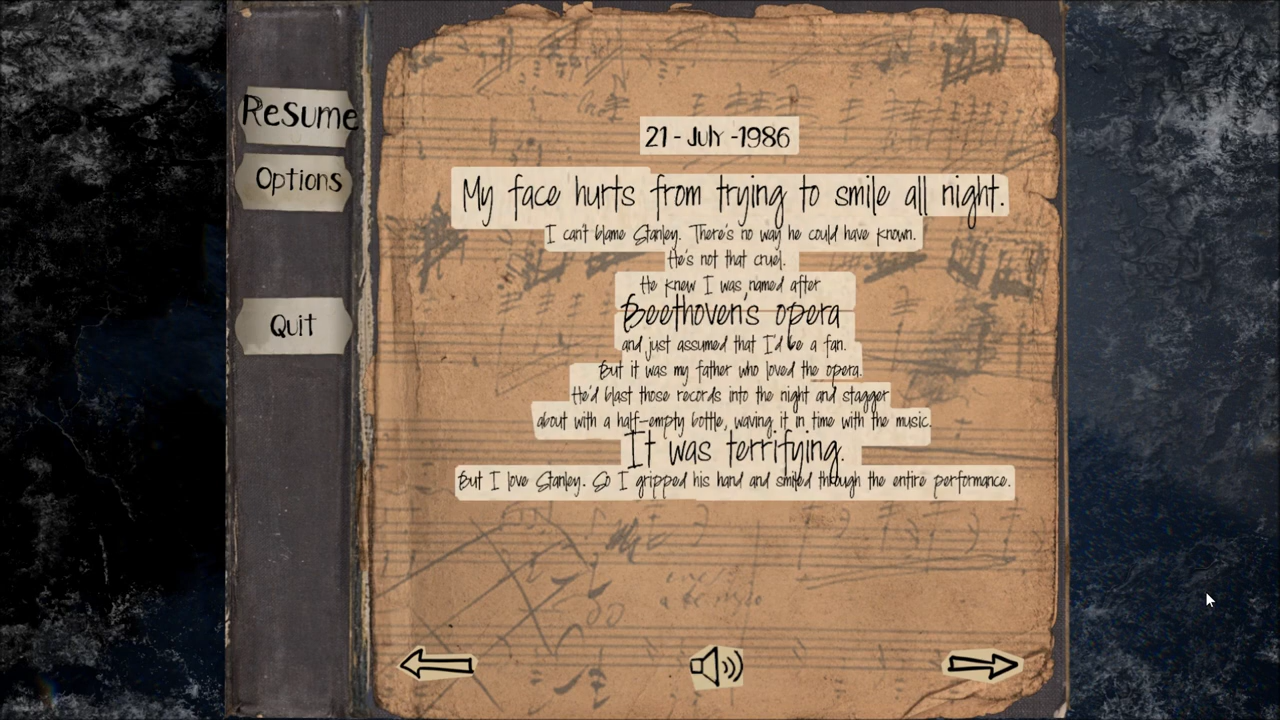 Resume
Options
Quit
21 - July -1986
My face hurts from trying to smile all night.
I can't blame Stanley. There's no way he could have known.
He's not that cruel.
He knew I was named after
Beethoven's opera
and just assumed that I'd be a fan.
But it was my father who loved the opera.
He'd blast those records into the night and stagger
about with a half-empty bottle, waving it in time with the music.
It was terrifying.
But I love Stanley. So I gripped his hand and smiled through the entire performance.